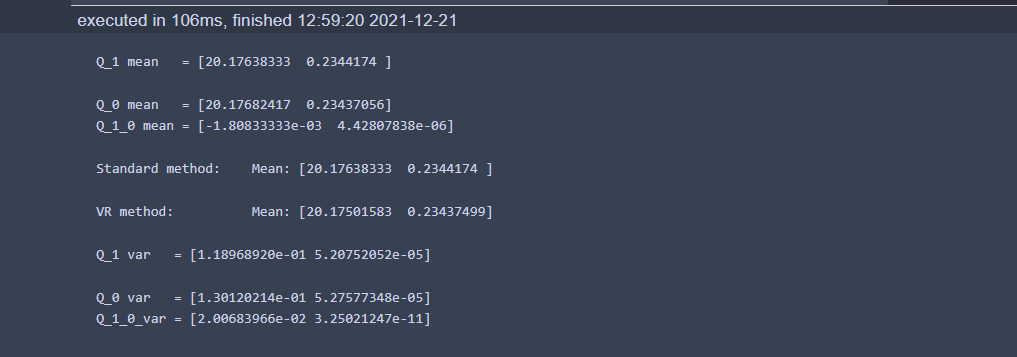 executed in 106ms, finished 12:59:20 2021-12-21
Q_1 mean   = [20.17638333  0.2344174 ]
Q_0 mean   = [20.17682417  0.23437056]
Q_1_0 mean = [-1.80833333e-03  4.42807838e-06]
Standard method:    Mean: [20.17638333  0.2344174 ]
VR method:          Mean: [20.17501583  0.23437499]
Q_1 var   = [1.18968920e-01 5.20752052e-05]
Q_0 var   = [1.30120214e-01 5.27577348e-05]
Q_1_0_var = [2.00683966e-02 3.25021247e-11]